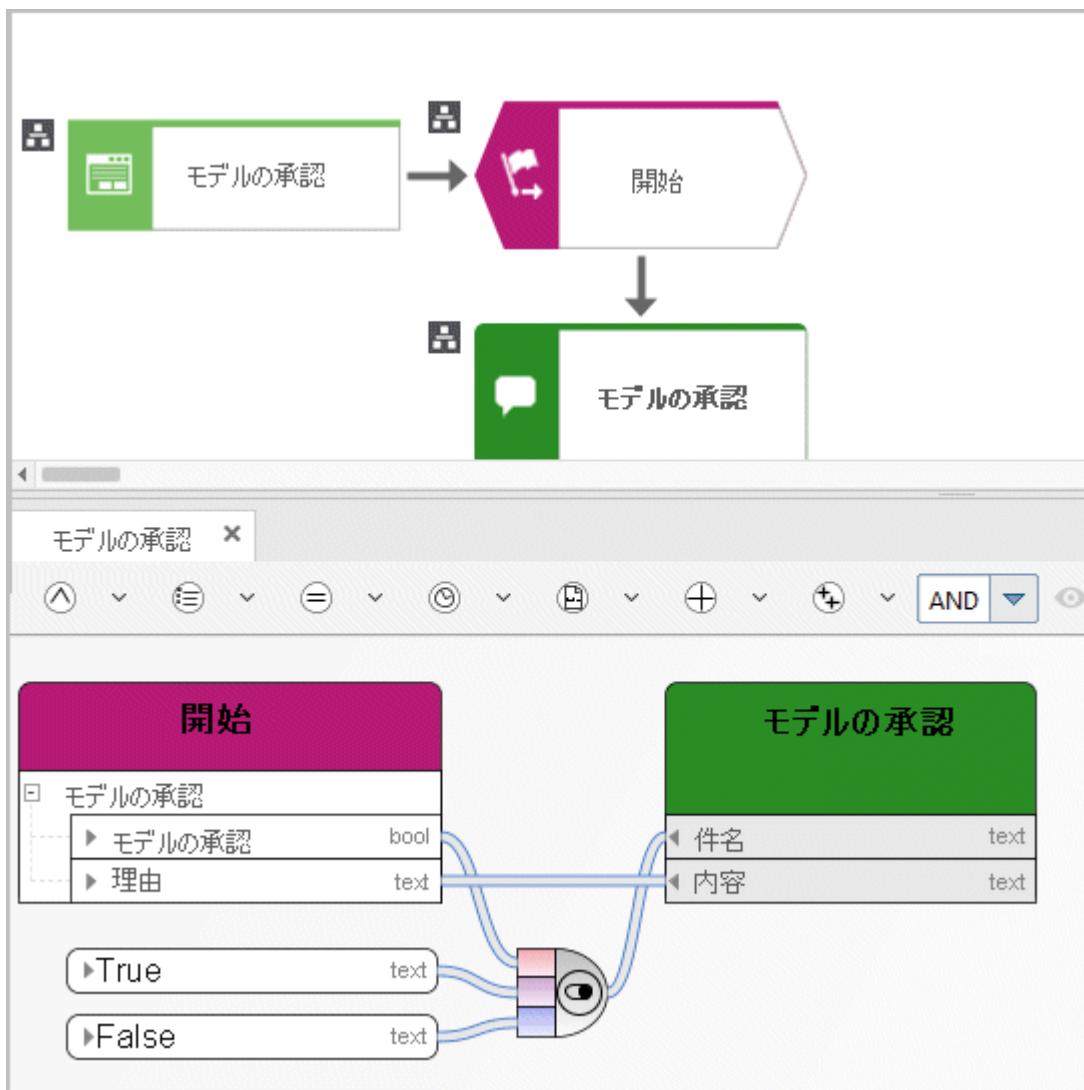 モデルの承認
開始
モデルの承認
モデルの承認
AND
開始
モデルの承認
モデルの承認
モデルの承認 bool
理由 text
件名 text
内容 text
True text
False text